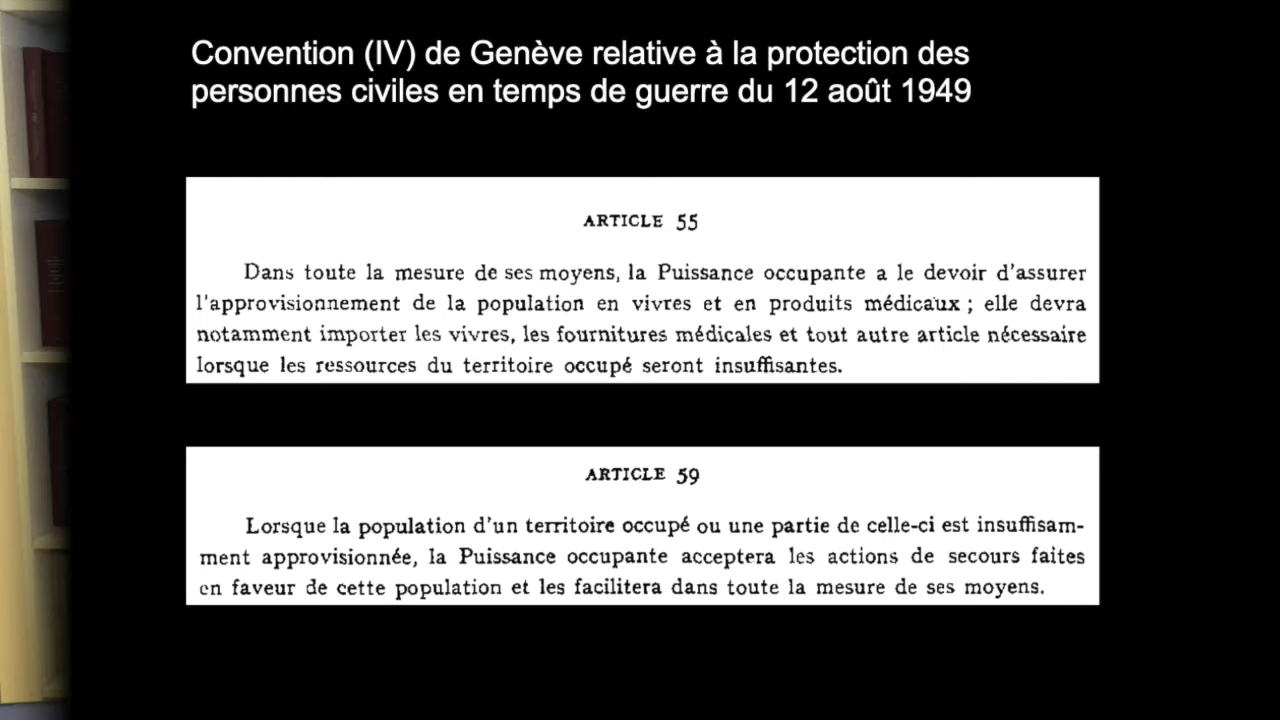 Convention (IV) de Genève relative à la protection des
personnes civiles en temps de guerre du 12 août 1949
ARTICLE 55
Dans toute la mesure de ses moyens, la Puissance occupante a le devoir d'assurer
l'approvisionnement de la population en vivres et en produits médicaux ; elle devra
notamment importer les vivres, les fournitures médicales et tout autre article nécessaire
lorsque les ressources du territoire occupé seront insuffisantes.
ARTICLE 59
Lorsque la population d'un territoire occupé ou une partie de celle-ci est insuffisam-
ment approvisionnée, la Puissance occupante acceptera les actions de secours faites
en faveur de cette population et les facilitera dans toute la mesure de ses moyens.